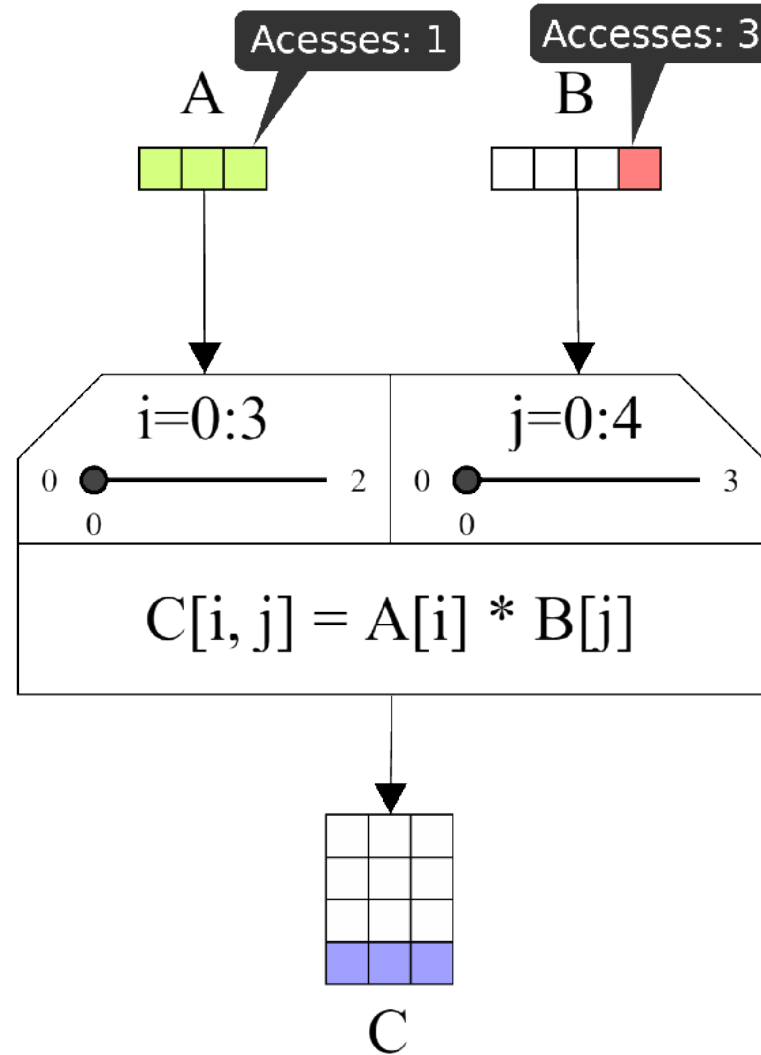 Acesses: 1
Accesses: 3
A
B
i=0:3
j=0:4
0
2
0
3
0
0
C[i, j] = A[i] * B[j]
C